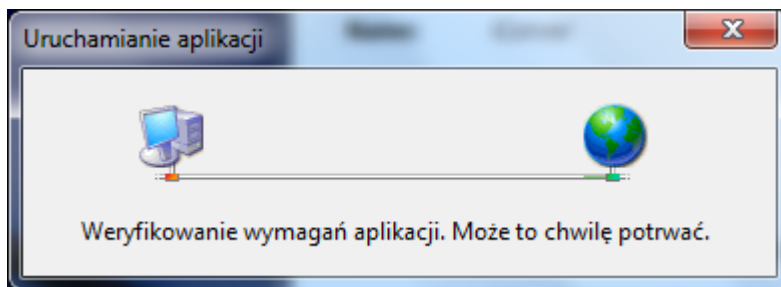 Uruchamianie aplikacji
Weryfikowanie wymagań aplikacji. Może to chwilę potrwać.